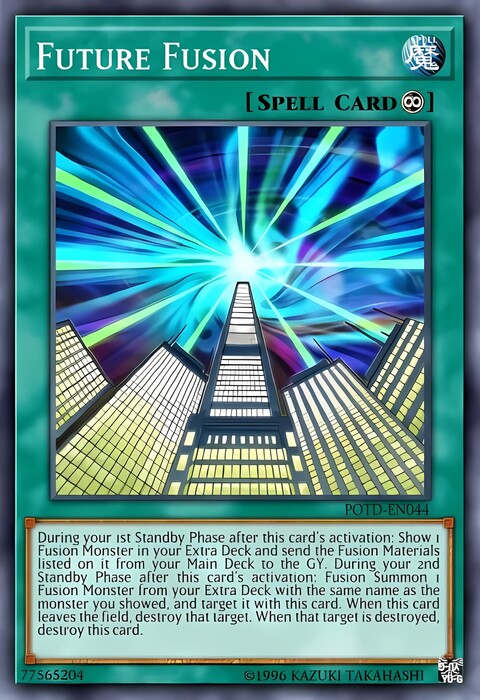 FUTURE FUSION
魔
[SPELL CARD]
POTD-EN044
During your 1st Standby Phase after this card's activation: Show 1
Fusion Monster in your Extra Deck and send the Fusion Materials
listed on it from your Main Deck to the GY. During your 2nd
Standby Phase after this card's activation: Fusion Summon 1
Fusion Monster from your Extra Deck with the same name as the
monster you showed, and target it with this card. When this card
leaves the field, destroy that target. When that target is destroyed,
destroy this card.
77565204
©1996 KAZUKI TAKAHASHI